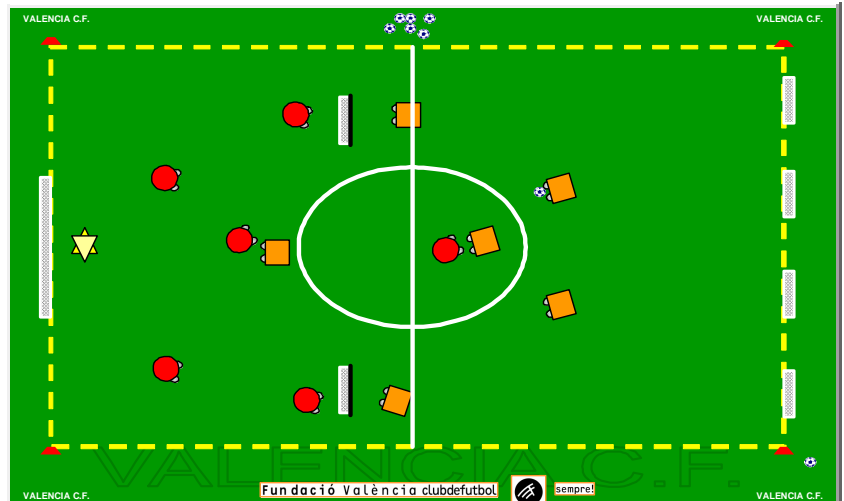 VALENCIA C.F. VALENCIA C.F.
VALENCIA C.F.
Fundació València clubdefutbol sempre!
VALENCIA C.F. VALENCIA C.F.